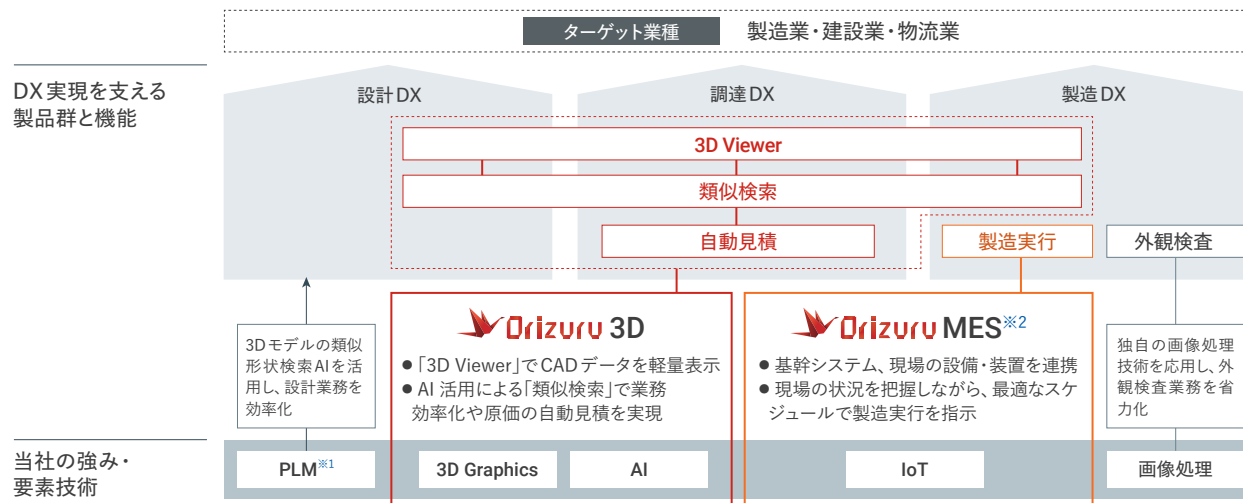 ターゲット業種 製造業・建設業・物流業
DX実現を支える
製品群と機能
設計DX 調達DX 製造DX
3D Viewer
類似検索
自動見積 製造実行 外観検査
3Dモデルの類似
形状検索AIを活
用し、設計業務を
効率化
Orizuru 3D
●「3D Viewer」でCADデータを軽量表示
● AI 活用による「類似検索」で業務
効率化や原価の自動見積を実現
Orizuru MES※2
● 基幹システム、現場の設備・装置を連携
● 現場の状況を把握しながら、最適なスケ
ジュールで製造実行を指示
独自の画像処理
技術を応用し、外
観検査業務を省
力化
当社の強み・
要素技術
PLM※1 3D Graphics AI IoT 画像処理